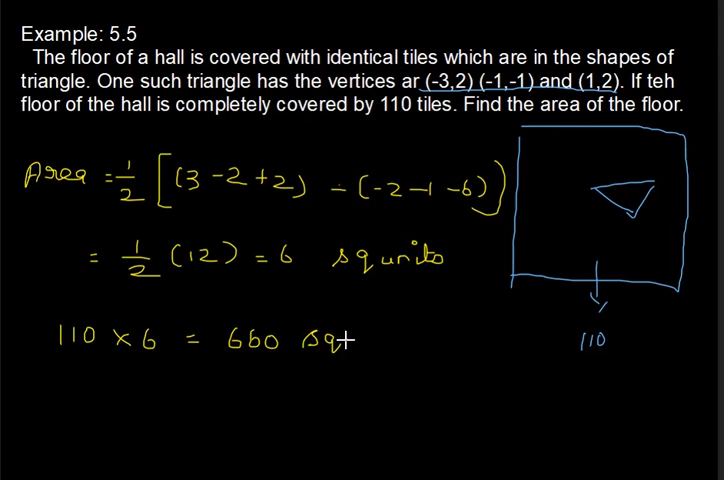 Example: 5.5
The floor of a hall is covered with identical tiles which are in the shapes of
triangle. One such triangle has the vertices ar (-3,2) (-1,-1) and (1,2). If teh
floor of the hall is completely covered by 110 tiles. Find the area of the floor.
Area = 1/2 [(3 -2 +2) - (-2 -1 -6)]
= 1/2 (12) = 6 sq units
110 × 6 = 660 sq
110